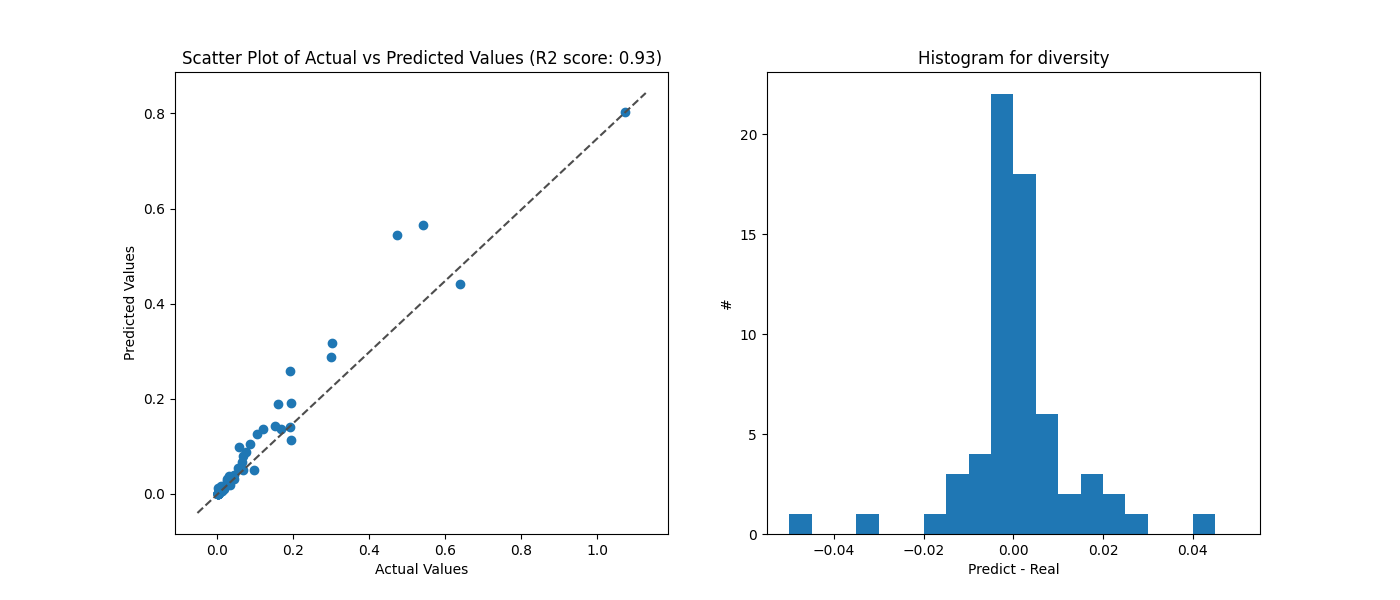 Scatter Plot of Actual vs Predicted Values (R2 score: 0.93)
0.8
0.6
0.4
0.2
0.0
Predicted Values
0.0 0.2 0.4 0.6 0.8 1.0
Actual Values
Histogram for diversity
20
15
10
5
0
#
−0.04 −0.02 0.00 0.02 0.04
Predict - Real